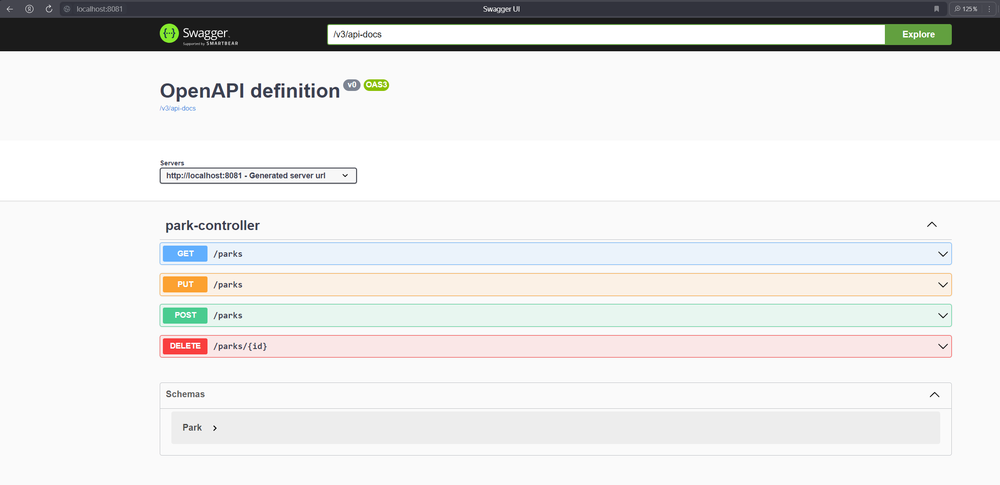 localhost:8081
Swagger UI
125%
Swagger
Supported by SMARTBEAR
/v3/api-docs
Explore
OpenAPI definition v0 OAS3
/v3/api-docs
Servers
http://localhost:8081 - Generated server url
park-controller
GET /parks
PUT /parks
POST /parks
DELETE /parks/{id}
Schemas
Park